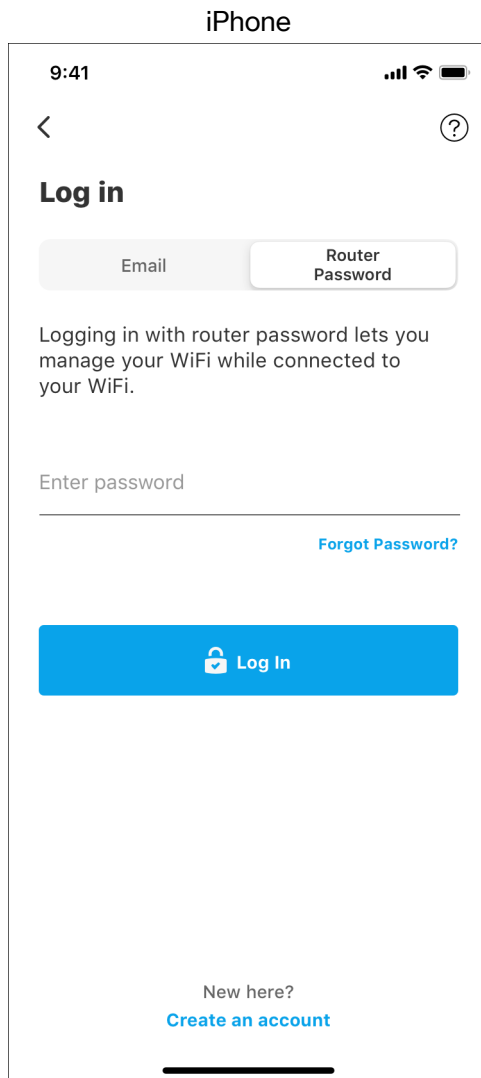 iPhone
9:41
?
Log in
Email
Router
Password
Logging in with router password lets you
manage your WiFi while connected to
your WiFi.
Enter password
Forgot Password?
Log In
New here?
Create an account